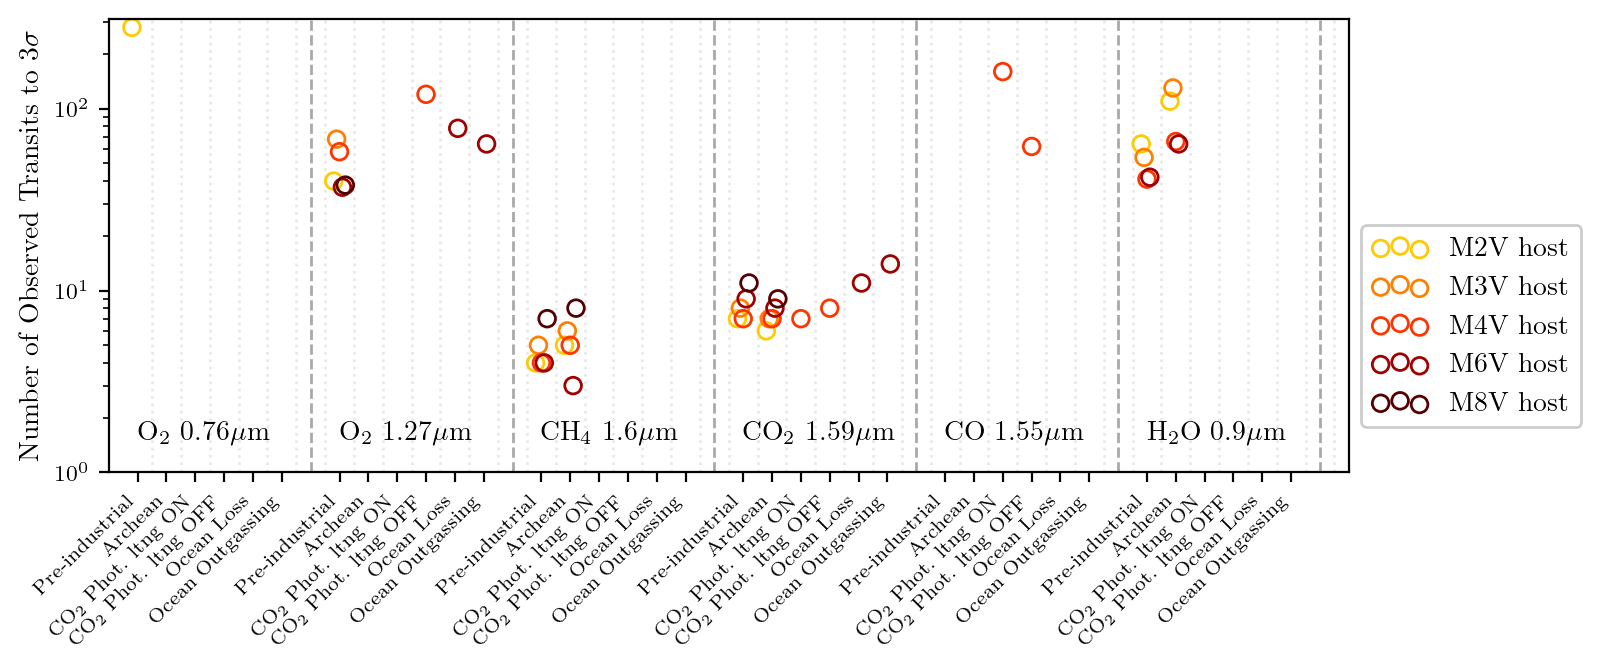 Number of Observed Transits to 3σ
10²
10¹
10⁰
O₂ 0.76μm
O₂ 1.27μm
CH₄ 1.6μm
CO₂ 1.59μm
CO 1.55μm
H₂O 0.9μm
Pre-industrial
Archean
CO₂ Phot. ltng ON
CO₂ Phot. ltng OFF
Ocean Loss
Ocean Outgassing
Pre-industrial
Archean
CO₂ Phot. ltng ON
CO₂ Phot. ltng OFF
Ocean Loss
Ocean Outgassing
Pre-industrial
Archean
CO₂ Phot. ltng ON
CO₂ Phot. ltng OFF
Ocean Loss
Ocean Outgassing
Pre-industrial
Archean
CO₂ Phot. ltng ON
CO₂ Phot. ltng OFF
Ocean Loss
Ocean Outgassing
Pre-industrial
Archean
CO₂ Phot. ltng ON
CO₂ Phot. ltng OFF
Ocean Loss
Ocean Outgassing
Pre-industrial
Archean
CO₂ Phot. ltng ON
CO₂ Phot. ltng OFF
Ocean Loss
Ocean Outgassing
M2V host
M3V host
M4V host
M6V host
M8V host